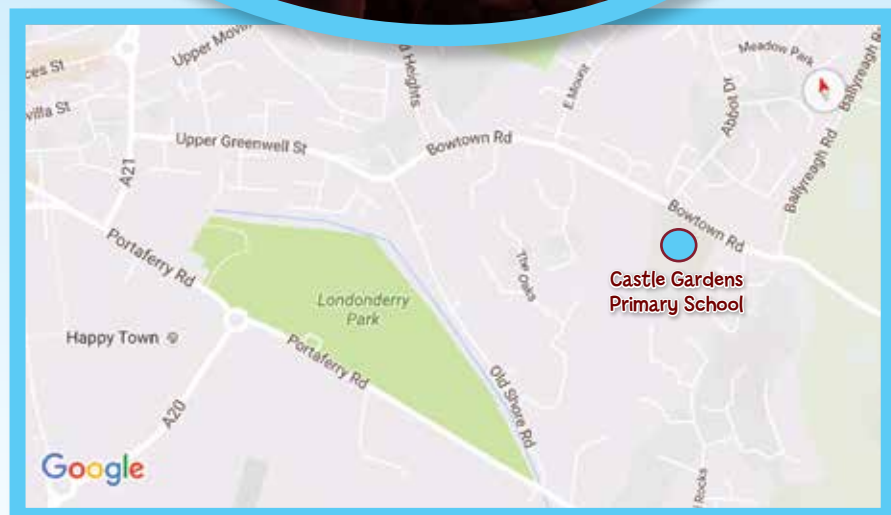 ces St
villa St
Upper Movi
d Heights
E Mount
Meadow Park
Abbot Dr
Ballyreagh Rd
Ballyreagh Rd
A21
Upper Greenwell St
Bowtown Rd
Bowtown Rd
Portaferry Rd
The Oaks
Castle Gardens
Primary School
Londonderry
Park
Happy Town
Portaferry Rd
Old Shore Rd
A20
Google
l Rocks